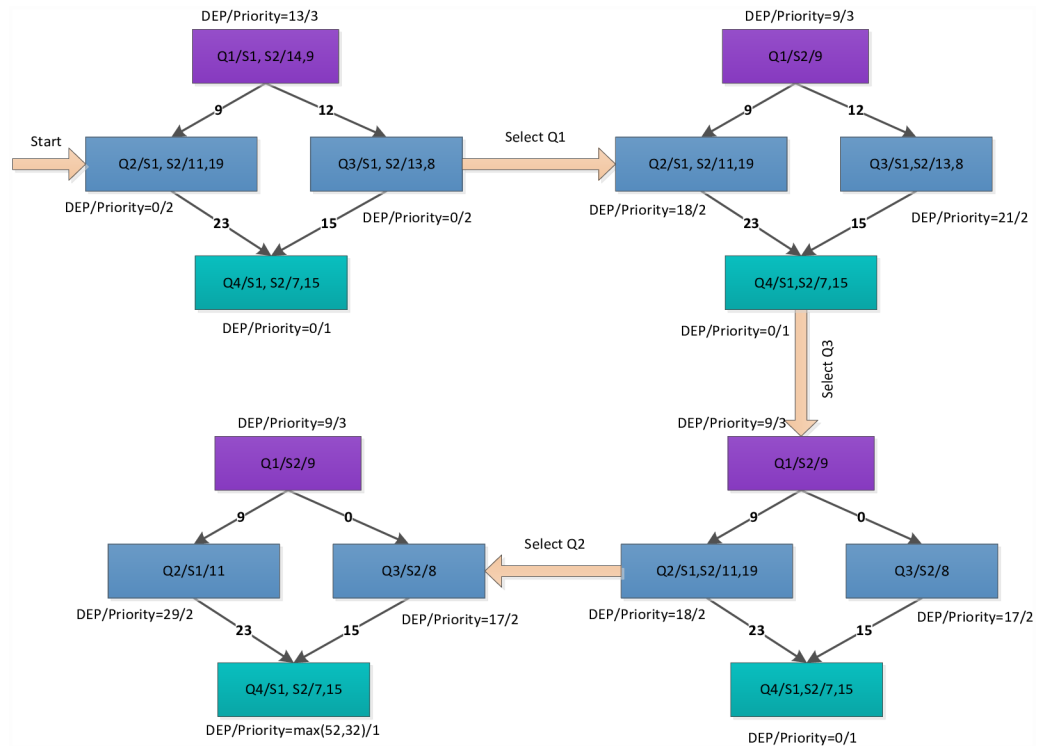 DEP/Priority=13/3
Q1/S1, S2/14,9
9
12
Start
Q2/S1, S2/11,19
Q3/S1, S2/13,8
DEP/Priority=0/2
DEP/Priority=0/2
23
15
Q4/S1, S2/7,15
DEP/Priority=0/1
Select Q1
DEP/Priority=9/3
Q1/S2/9
9
12
Q2/S1, S2/11,19
Q3/S1,S2/13,8
DEP/Priority=18/2
DEP/Priority=21/2
23
15
Q4/S1,S2/7,15
DEP/Priority=0/1
Select Q3
DEP/Priority=9/3
Q1/S2/9
9
0
Q2/S1,S2/11,19
Q3/S2/8
DEP/Priority=18/2
DEP/Priority=17/2
23
15
Q4/S1,S2/7,15
DEP/Priority=0/1
Select Q2
DEP/Priority=9/3
Q1/S2/9
9
0
Q2/S1/11
Q3/S2/8
DEP/Priority=29/2
DEP/Priority=17/2
23
15
Q4/S1, S2/7,15
DEP/Priority=max(52,32)/1